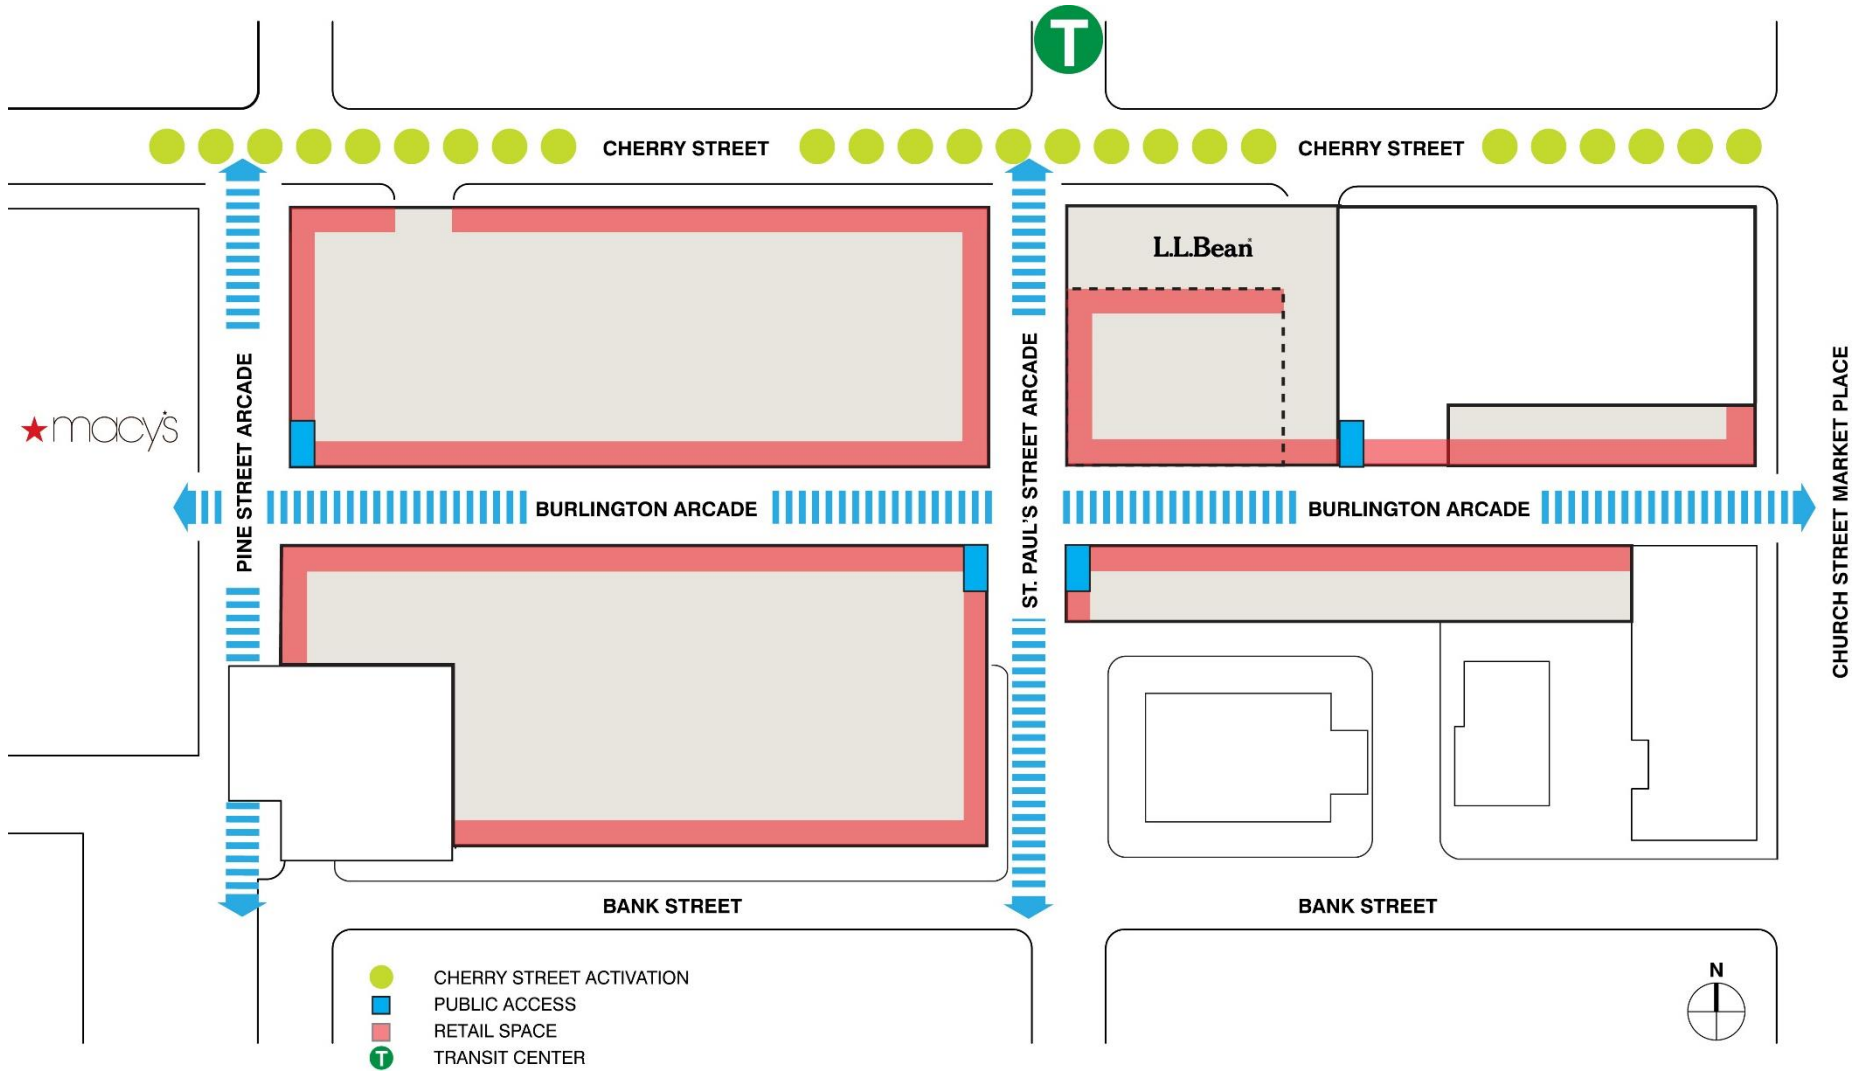 T
CHERRY STREET
CHERRY STREET
L.L.Bean
PINE STREET ARCADE
ST. PAUL'S STREET ARCADE
CHURCH STREET MARKET PLACE
macy's
BURLINGTON ARCADE
BURLINGTON ARCADE
BANK STREET
BANK STREET
CHERRY STREET ACTIVATION
PUBLIC ACCESS
RETAIL SPACE
T TRANSIT CENTER
N